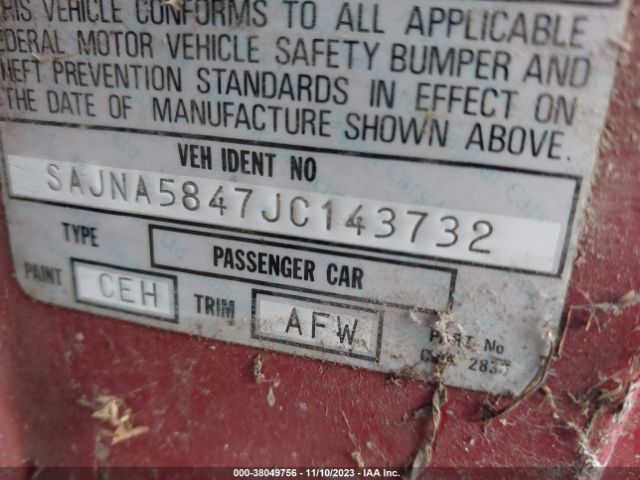 HIS VEHICLE CONFORMS TO ALL APPLICABLE
EDERAL MOTOR VEHICLE SAFETY BUMPER AND
HEFT PREVENTION STANDARDS IN EFFECT ON
THE DATE OF MANUFACTURE SHOWN ABOVE.
VEH IDENT NO
SAJNA5847JC143732
TYPE PASSENGER CAR
PAINT CEH TRIM AFW
PART No
2835
000-38049756 - 11/10/2023 - IAA Inc.